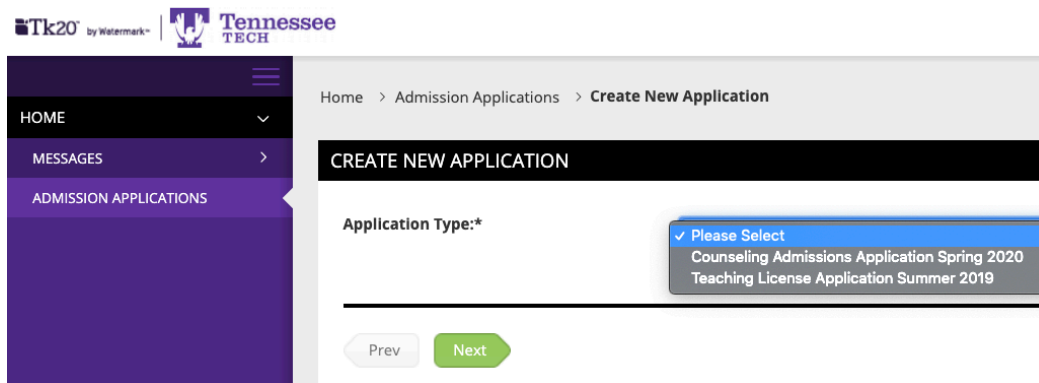 Tk20 by Watermark™
Tennessee
TECH
Home > Admission Applications > Create New Application
HOME
MESSAGES
ADMISSION APPLICATIONS
CREATE NEW APPLICATION
Application Type:*
✓ Please Select
Counseling Admissions Application Spring 2020
Teaching License Application Summer 2019
Prev
Next